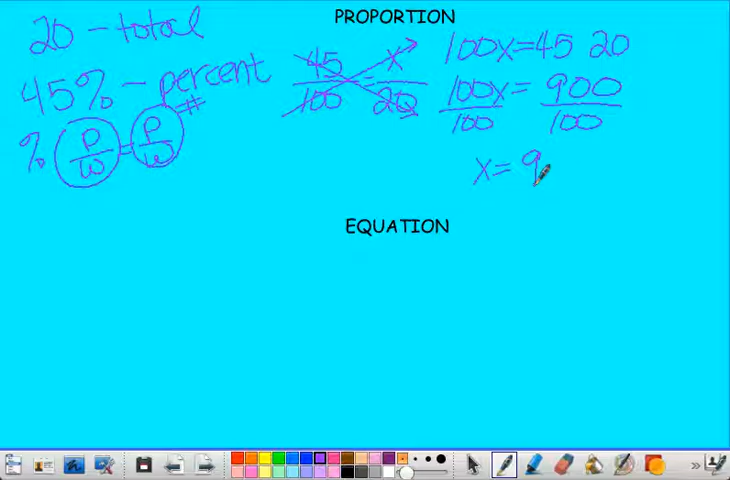 PROPORTION
20 - total
45% - percent
#
% P/w = P/w
45/100 = x/20
100x = 45 20
100x/100 = 900/100
x = 9
EQUATION